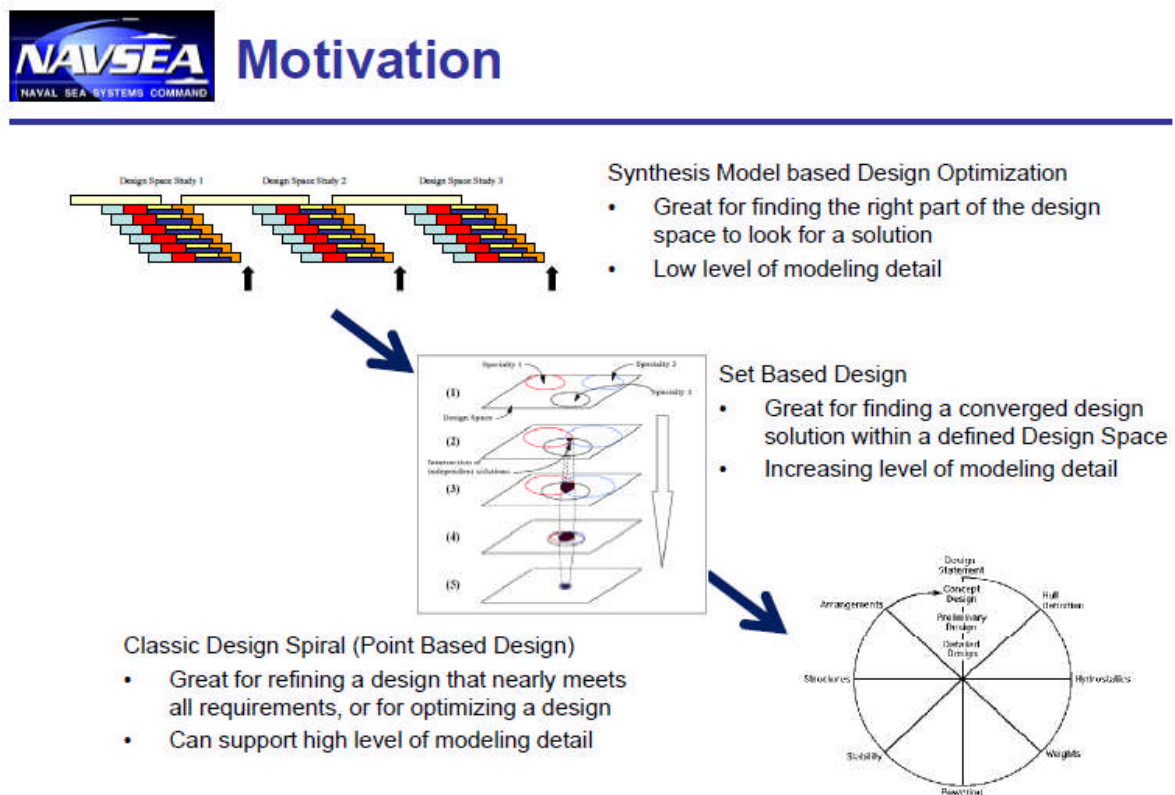 NAVSEA
NAVAL SEA SYSTEMS COMMAND
Motivation
Design Space Study 1
Design Space Study 2
Design Space Study 3
Synthesis Model based Design Optimization
• Great for finding the right part of the design
space to look for a solution
• Low level of modeling detail
Specialty 1
Specialty 2
Specialty 3
(1)
Design Space
(2)
Intersection of
independent solutions
(3)
(4)
(5)
Set Based Design
• Great for finding a converged design
solution within a defined Design Space
• Increasing level of modeling detail
Classic Design Spiral (Point Based Design)
• Great for refining a design that nearly meets
all requirements, or for optimizing a design
• Can support high level of modeling detail
Design
Statement
Concept
Design
Preliminary
Design
Detailed
Design
Arrangements
Hull
Definition
Structures
Hydrostatics
Stability
Weights
Powering